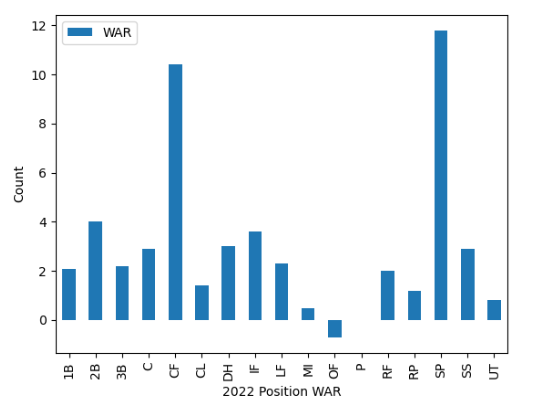 WAR
12
10
8
6
4
2
0
Count
1B
2B
3B
C
CF
CL
DH
IF
LF
MI
OF
P
RF
RP
SP
SS
UT
2022 Position WAR